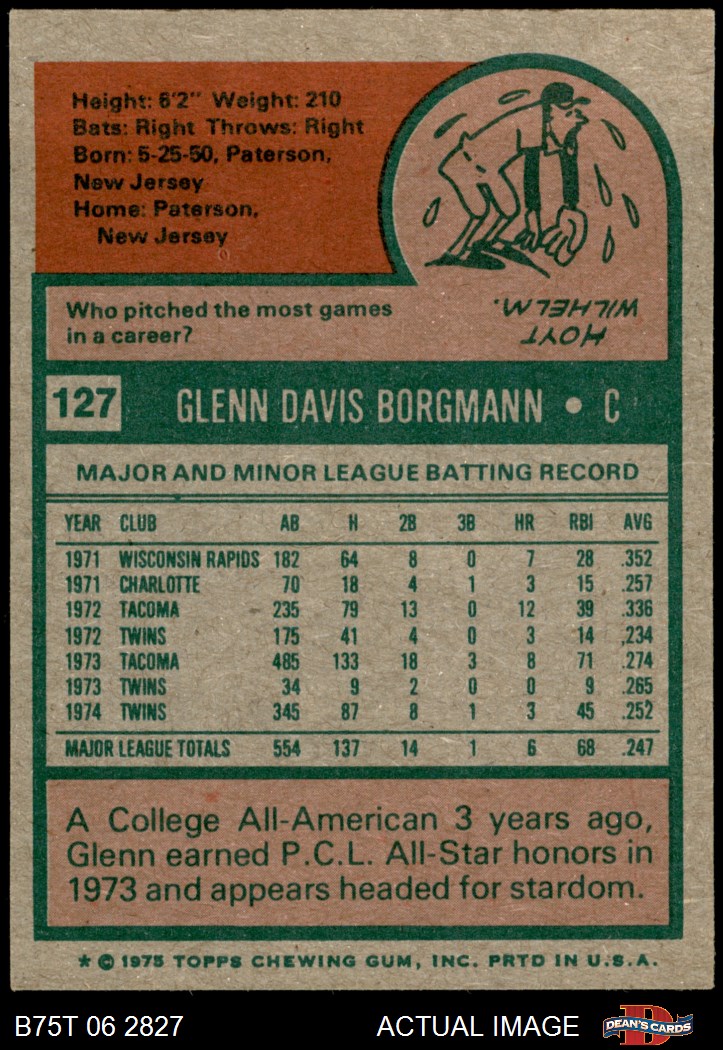 Height: 6'2" Weight: 210
Bats: Right Throws: Right
Born: 5-25-50, Paterson,
New Jersey
Home: Paterson,
New Jersey
Who pitched the most games
in a career?
HOYT
WILHELM.
127 GLENN DAVIS BORGMANN • C
MAJOR AND MINOR LEAGUE BATTING RECORD
YEAR CLUB AB H 2B 3B HR RBI AVG
1971 WISCONSIN RAPIDS 182 64 8 0 7 28 .352
1971 CHARLOTTE 70 18 4 1 3 15 .257
1972 TACOMA 235 79 13 0 12 39 .336
1972 TWINS 175 41 4 0 3 14 .234
1973 TACOMA 485 133 18 3 8 71 .274
1973 TWINS 34 9 2 0 0 9 .265
1974 TWINS 345 87 8 1 3 45 .252
MAJOR LEAGUE TOTALS 554 137 14 1 6 68 .247
A College All-American 3 years ago,
Glenn earned P.C.L. All-Star honors in
1973 and appears headed for stardom.
* © 1975 TOPPS CHEWING GUM, INC. PRTD IN U.S.A.
B75T 06 2827 ACTUAL IMAGE DEAN'S CARDS